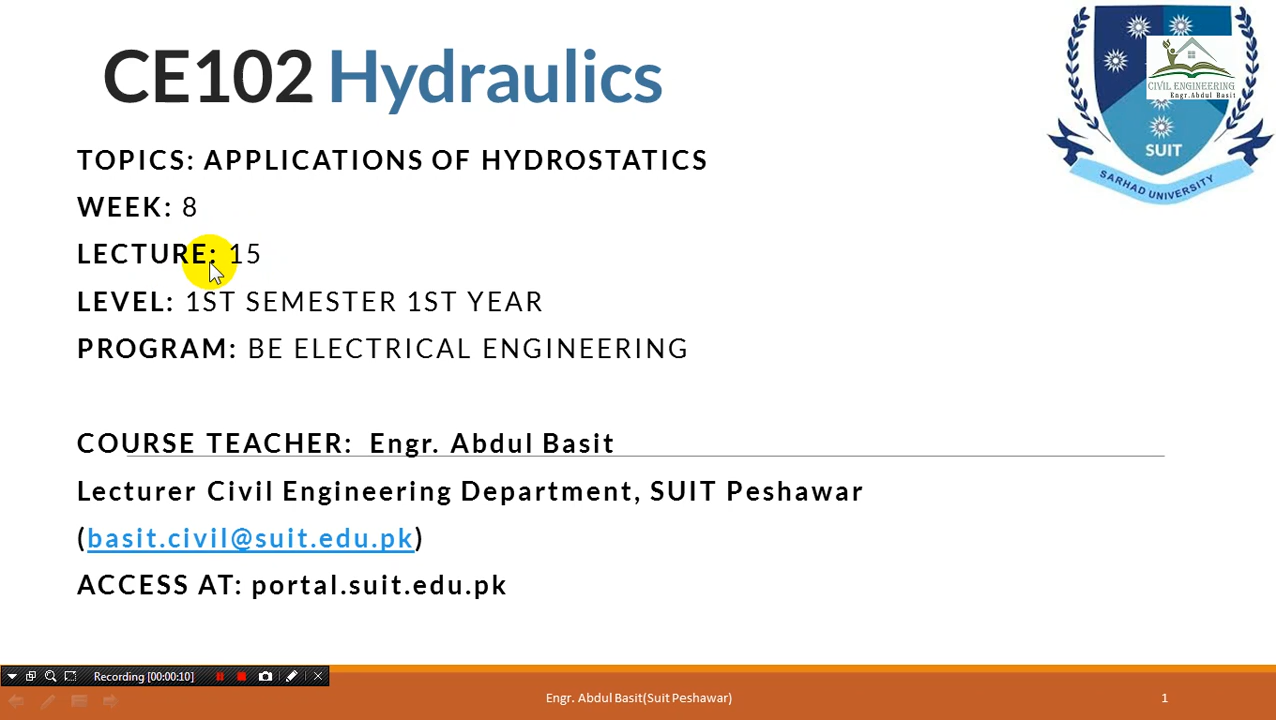 CE102 Hydraulics
TOPICS: APPLICATIONS OF HYDROSTATICS
WEEK: 8
LECTURE: 15
LEVEL: 1ST SEMESTER 1ST YEAR
PROGRAM: BE ELECTRICAL ENGINEERING
COURSE TEACHER: Engr. Abdul Basit
Lecturer Civil Engineering Department, SUIT Peshawar
(basit.civil@suit.edu.pk)
ACCESS AT: portal.suit.edu.pk
CIVIL ENGINEERING
Engr.Abdul Basit
SUIT
SARHAD UNIVERSITY
Recording [00:00:10]
Engr. Abdul Basit(Suit Peshawar)
1